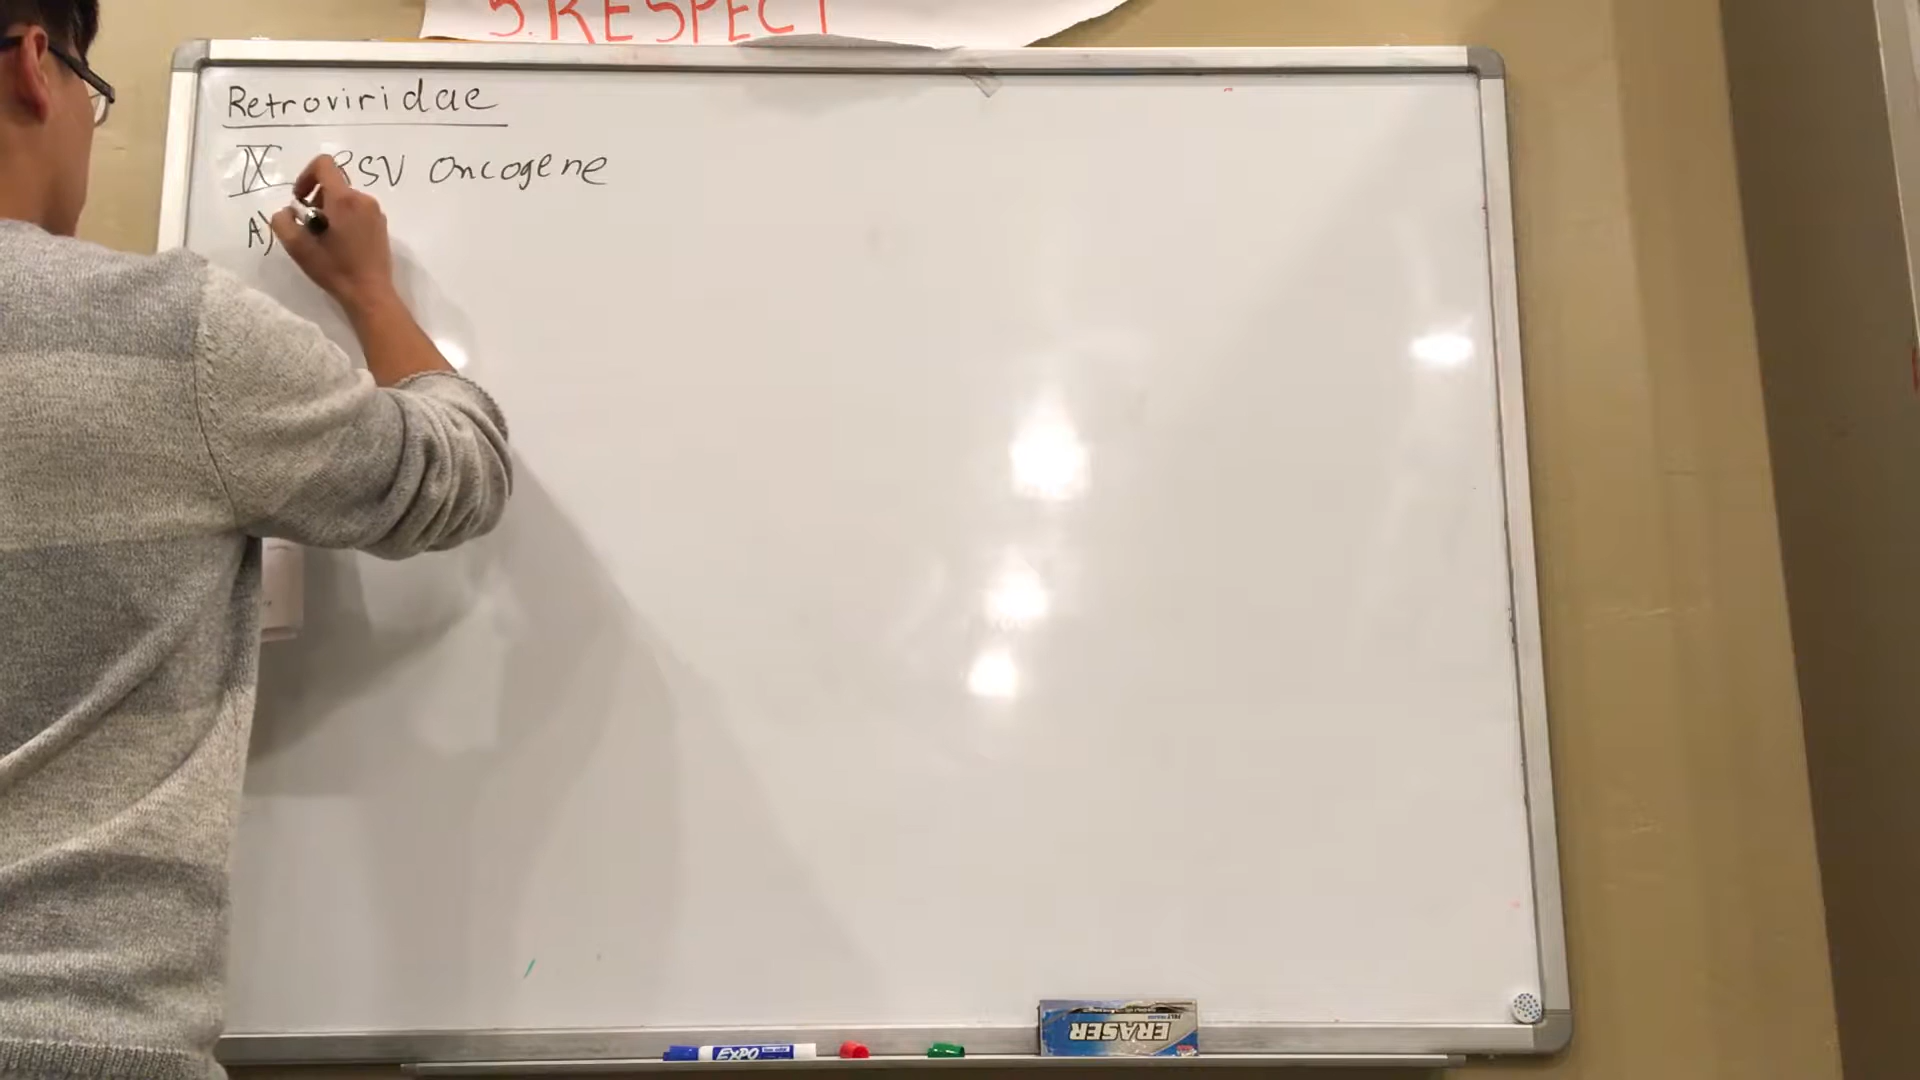 5. RESPECT
Retroviridae
IX RSV Oncogene
A)
EXPO
ERASER